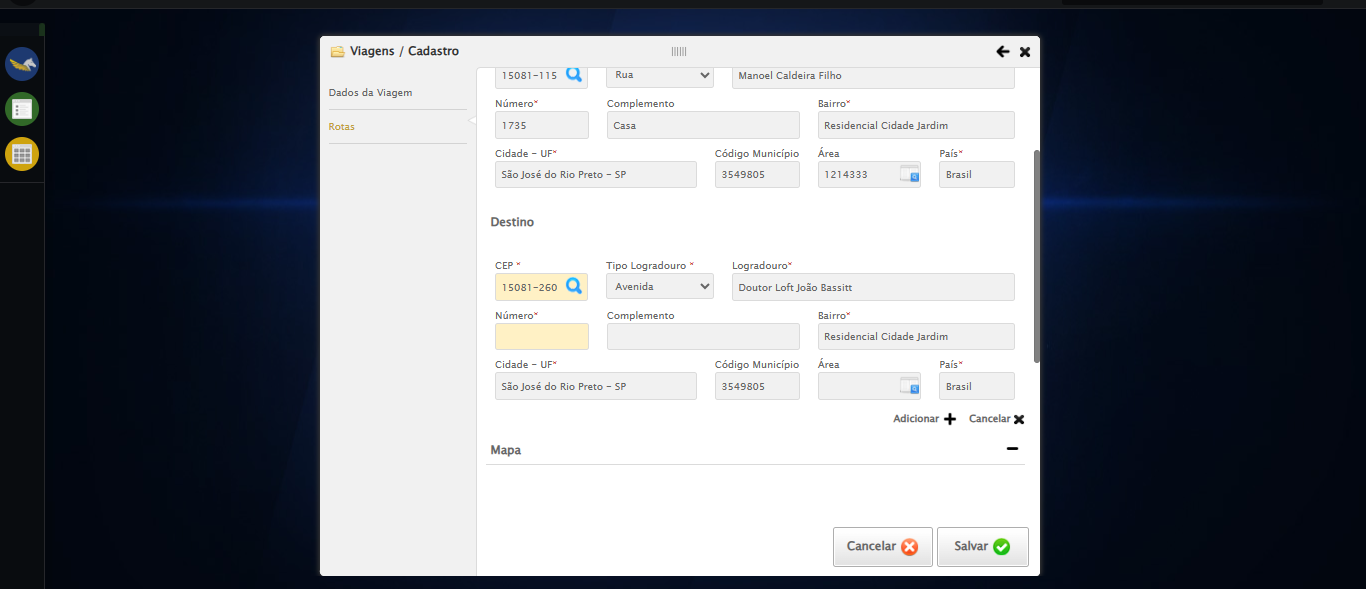 Viagens / Cadastro
Dados da Viagem
Rotas
15081-115 Rua Manoel Caldeira Filho
Número* Complemento Bairro*
1735 Casa Residencial Cidade Jardim
Cidade - UF* Código Município Área País*
São José do Rio Preto - SP 3549805 1214333 Brasil
Destino
CEP * Tipo Logradouro * Logradouro*
15081-260 Avenida Doutor Loft João Bassitt
Número* Complemento Bairro*
Residencial Cidade Jardim
Cidade - UF* Código Município Área País*
São José do Rio Preto - SP 3549805 Brasil
Adicionar Cancelar
Mapa
Cancelar Salvar